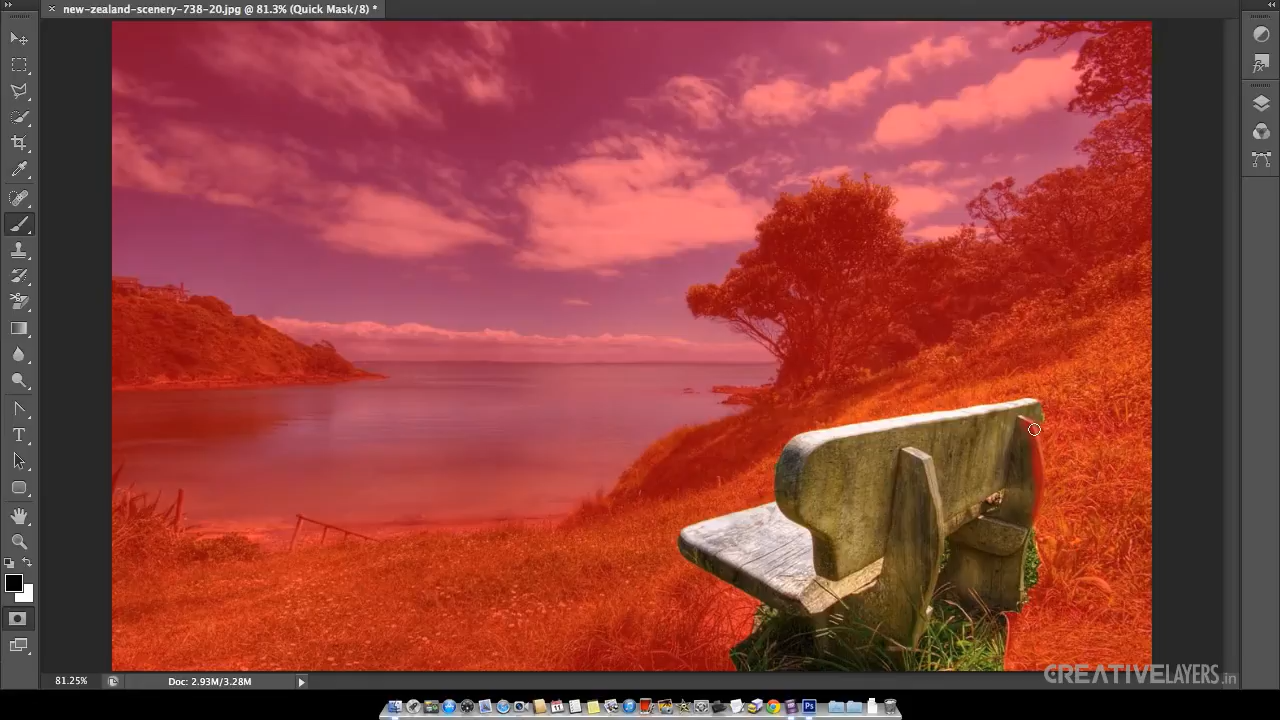 new-zealand-scenery-738-20.jpg @ 81.3% (Quick Mask/8) *
81.25%
Doc: 2.93M/3.28M
CREATIVELAYERS.in